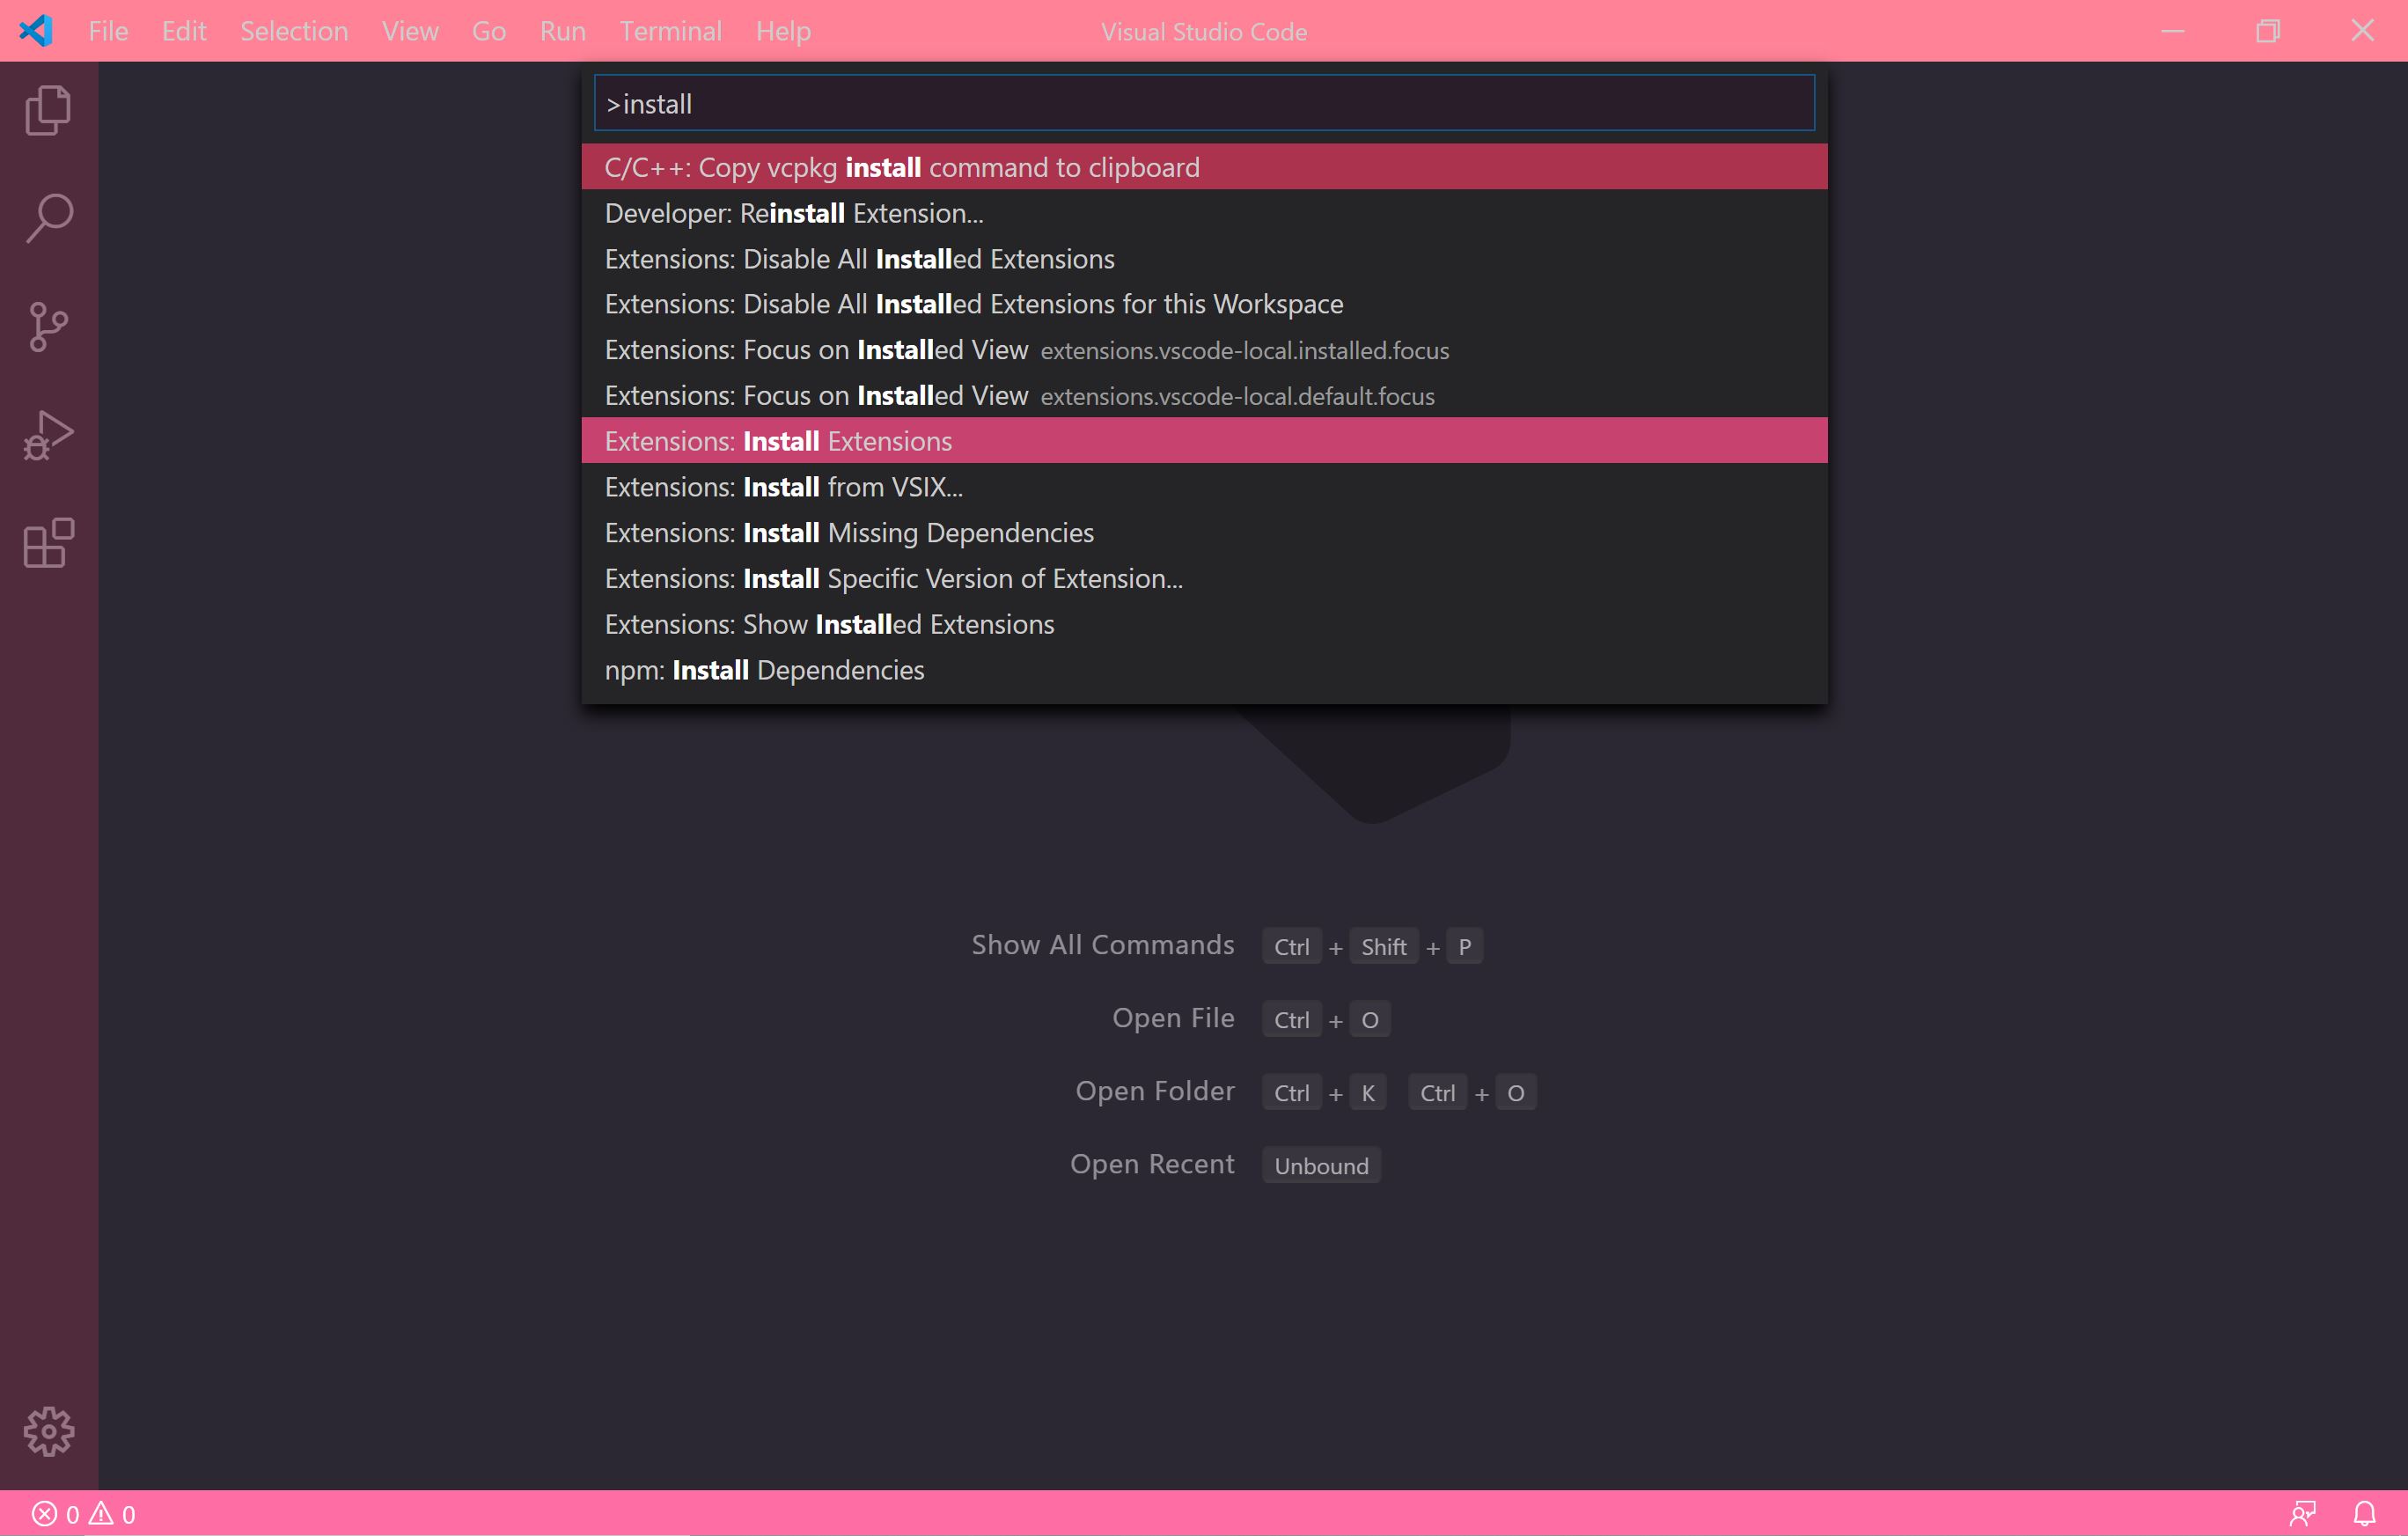 File Edit Selection View Go Run Terminal Help Visual Studio Code
>install
C/C++: Copy vcpkg install command to clipboard
Developer: Reinstall Extension...
Extensions: Disable All Installed Extensions
Extensions: Disable All Installed Extensions for this Workspace
Extensions: Focus on Installed View extensions.vscode-local.installed.focus
Extensions: Focus on Installed View extensions.vscode-local.default.focus
Extensions: Install Extensions
Extensions: Install from VSIX...
Extensions: Install Missing Dependencies
Extensions: Install Specific Version of Extension...
Extensions: Show Installed Extensions
npm: Install Dependencies
Show All Commands Ctrl + Shift + P
Open File Ctrl + O
Open Folder Ctrl + K Ctrl + O
Open Recent Unbound
0 0